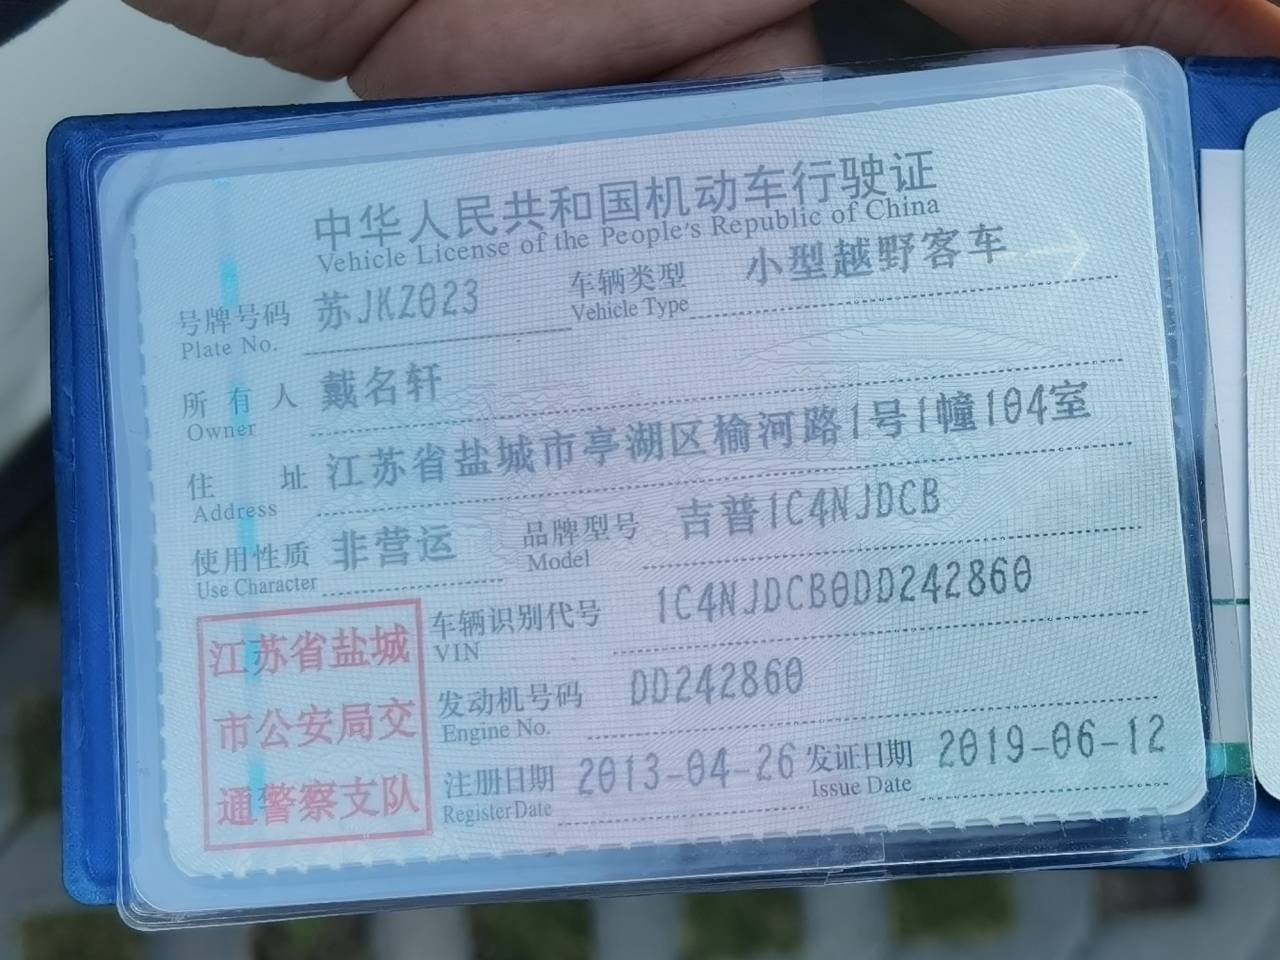 中华人民共和国机动车行驶证
Vehicle License of the People's Republic of China
号牌号码 苏JKZ023 车辆类型 小型越野客车
Plate No. Vehicle Type
所有人 戴名轩
Owner
住址 江苏省盐城市亭湖区榆河路1号1幢104室
Address
使用性质 非营运 品牌型号 吉普1C4NJDCB
Use Character Model
车辆识别代号 1C4NJDCB0DD242860
VIN
发动机号码 DD242860
Engine No.
注册日期 2013-04-26 发证日期 2019-06-12
Register Date Issue Date
江苏省盐城
市公安局交
通警察支队